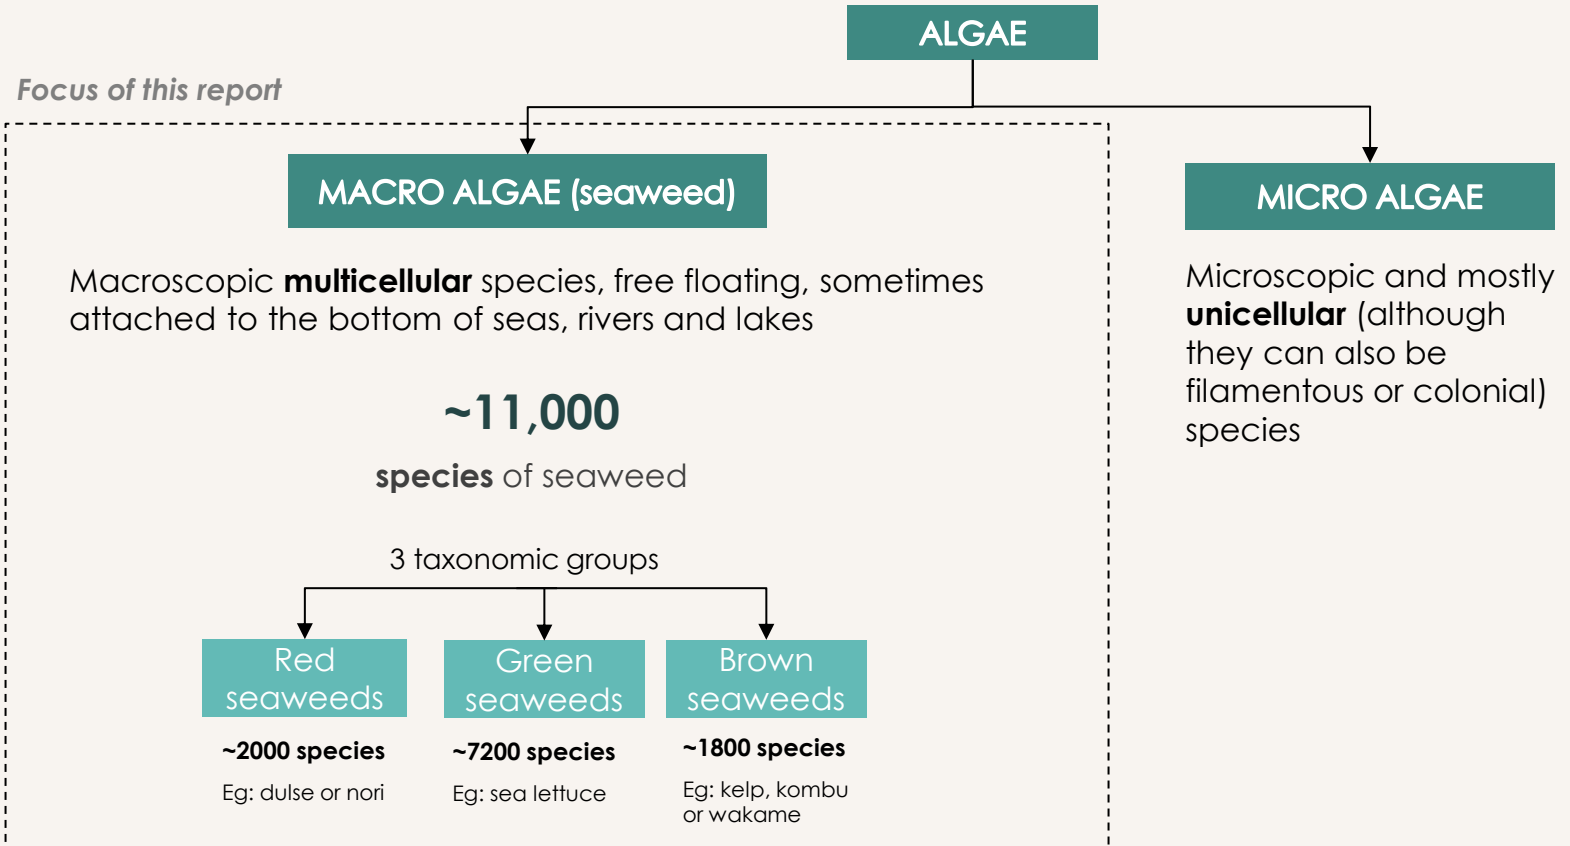 ALGAE
Focus of this report
MACRO ALGAE (seaweed)
MICRO ALGAE
Macroscopic multicellular species, free floating, sometimes
attached to the bottom of seas, rivers and lakes
Microscopic and mostly
unicellular (although
they can also be
filamentous or colonial)
species
~11,000
species of seaweed
3 taxonomic groups
Red
seaweeds
~2000 species
Eg: dulse or nori
Green
seaweeds
~7200 species
Eg: sea lettuce
Brown
seaweeds
~1800 species
Eg: kelp, kombu
or wakame